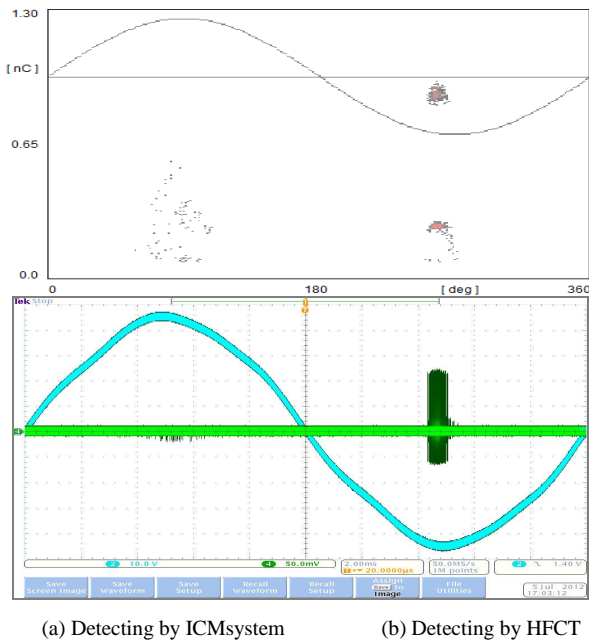 1.30
[nC]
0.65
0.0
0 180 [deg] 360
Tek Stop
2 10.0 V 4 50.0mV 2.00ms 50.0MS/s 2 1.40 V
20.0000µs 1M points
Save Screen Image
Save Waveform
Save Setup
Recall Waveform
Recall Setup
Assign Save to Image
File Utilities
5 Jul 2012
17:03:12
(a) Detecting by ICMsystem (b) Detecting by HFCT